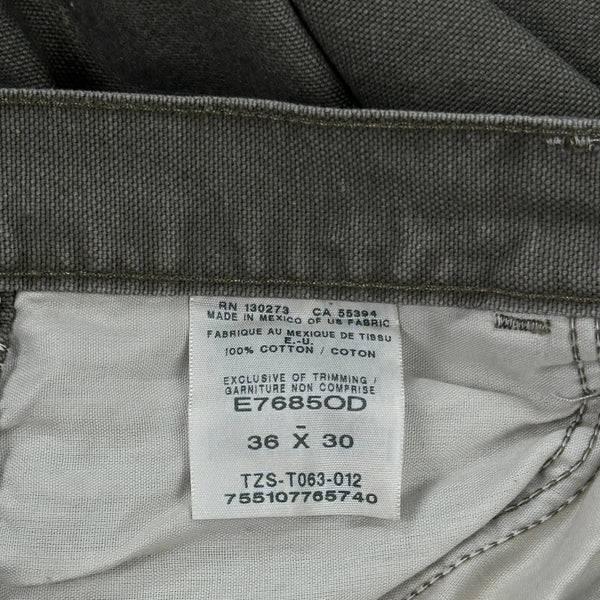 RN 130273 CA 55394
MADE IN MEXICO OF US FABRIC
FABRIQUE AU MEXIQUE DE TISSU
E.-U.
100% COTTON / COTON
EXCLUSIVE OF TRIMMING /
GARNITURE NON COMPRISE
E7685OD
-
36 X 30
TZS-T063-012
755107765740